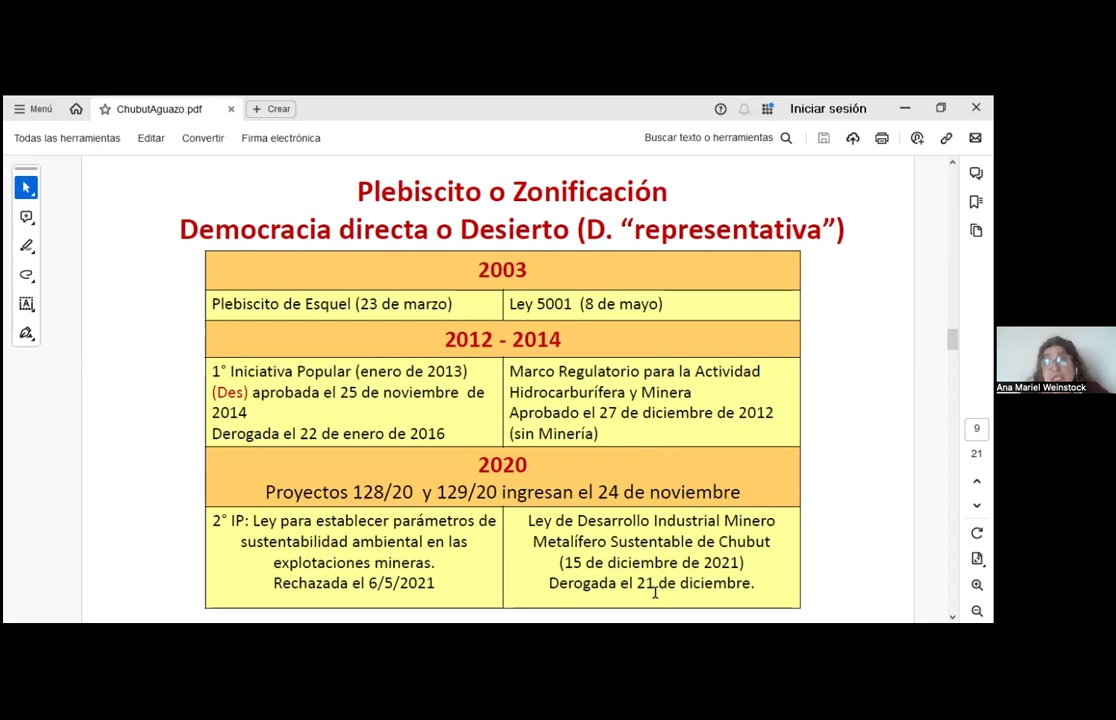 Menú
ChubutAguazo.pdf
Crear
Iniciar sesión
Todas las herramientas
Editar
Convertir
Firma electrónica
Buscar texto o herramientas
Plebiscito o Zonificación
Democracia directa o Desierto (D. “representativa”)
2003
Plebiscito de Esquel (23 de marzo)
Ley 5001 (8 de mayo)
2012 - 2014
1° Iniciativa Popular (enero de 2013)
(Des) aprobada el 25 de noviembre de
2014
Derogada el 22 de enero de 2016
Marco Regulatorio para la Actividad
Hidrocarburífera y Minera
Aprobado el 27 de diciembre de 2012
(sin Minería)
2020
Proyectos 128/20 y 129/20 ingresan el 24 de noviembre
2° IP: Ley para establecer parámetros de
sustentabilidad ambiental en las
explotaciones mineras.
Rechazada el 6/5/2021
Ley de Desarrollo Industrial Minero
Metalífero Sustentable de Chubut
(15 de diciembre de 2021)
Derogada el 21 de diciembre.
9
21
Ana Mariel Weinstock